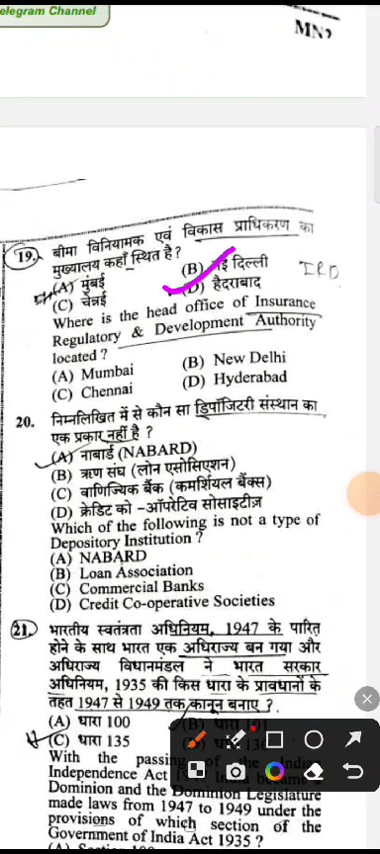 elegram Channel
MN2
19. बीमा विनियामक एवं विकास प्राधिकरण का
मुख्यालय कहाँ स्थित है?
(A) मुंबई (B) नई दिल्ली
(C) चेन्नई (D) हैदराबाद
IRD
Where is the head office of Insurance
Regulatory & Development Authority
located ?
(A) Mumbai (B) New Delhi
(C) Chennai (D) Hyderabad
20. निम्नलिखित में से कौन सा डिपॉजिटरी संस्थान का
एक प्रकार नहीं है ?
(A) नाबार्ड (NABARD)
(B) ऋण संघ (लोन एसोसिएशन)
(C) वाणिज्यिक बैंक (कमर्शियल बैंक्स)
(D) क्रेडिट को -ऑपरेटिव सोसाइटीज़
Which of the following is not a type of
Depository Institution ?
(A) NABARD
(B) Loan Association
(C) Commercial Banks
(D) Credit Co-operative Societies
21. भारतीय स्वतंत्रता अधिनियम, 1947 के पारित
होने के साथ भारत एक अधिराज्य बन गया और
अधिराज्य विधानमंडल ने भारत सरकार
अधिनियम, 1935 की किस धारा के प्रावधानों के
तहत 1947 से 1949 तक कानून बनाए ?
(A) धारा 100 (B) धारा
(C) धारा 135
With the passing of the Indian
Independence Act
Dominion and the Dominion Legislature
made laws from 1947 to 1949 under the
provisions of which section of the
Government of India Act 1935 ?